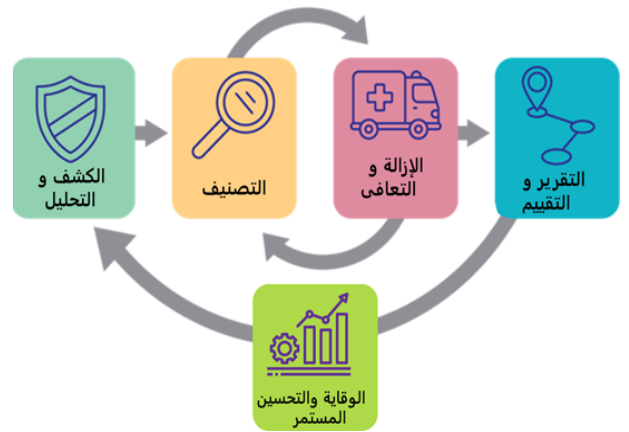 الكشف و
التحليل
التصنيف
الإزالة و
التعافى
التقرير و
التقييم
الوقاية والتحسين
المستمر